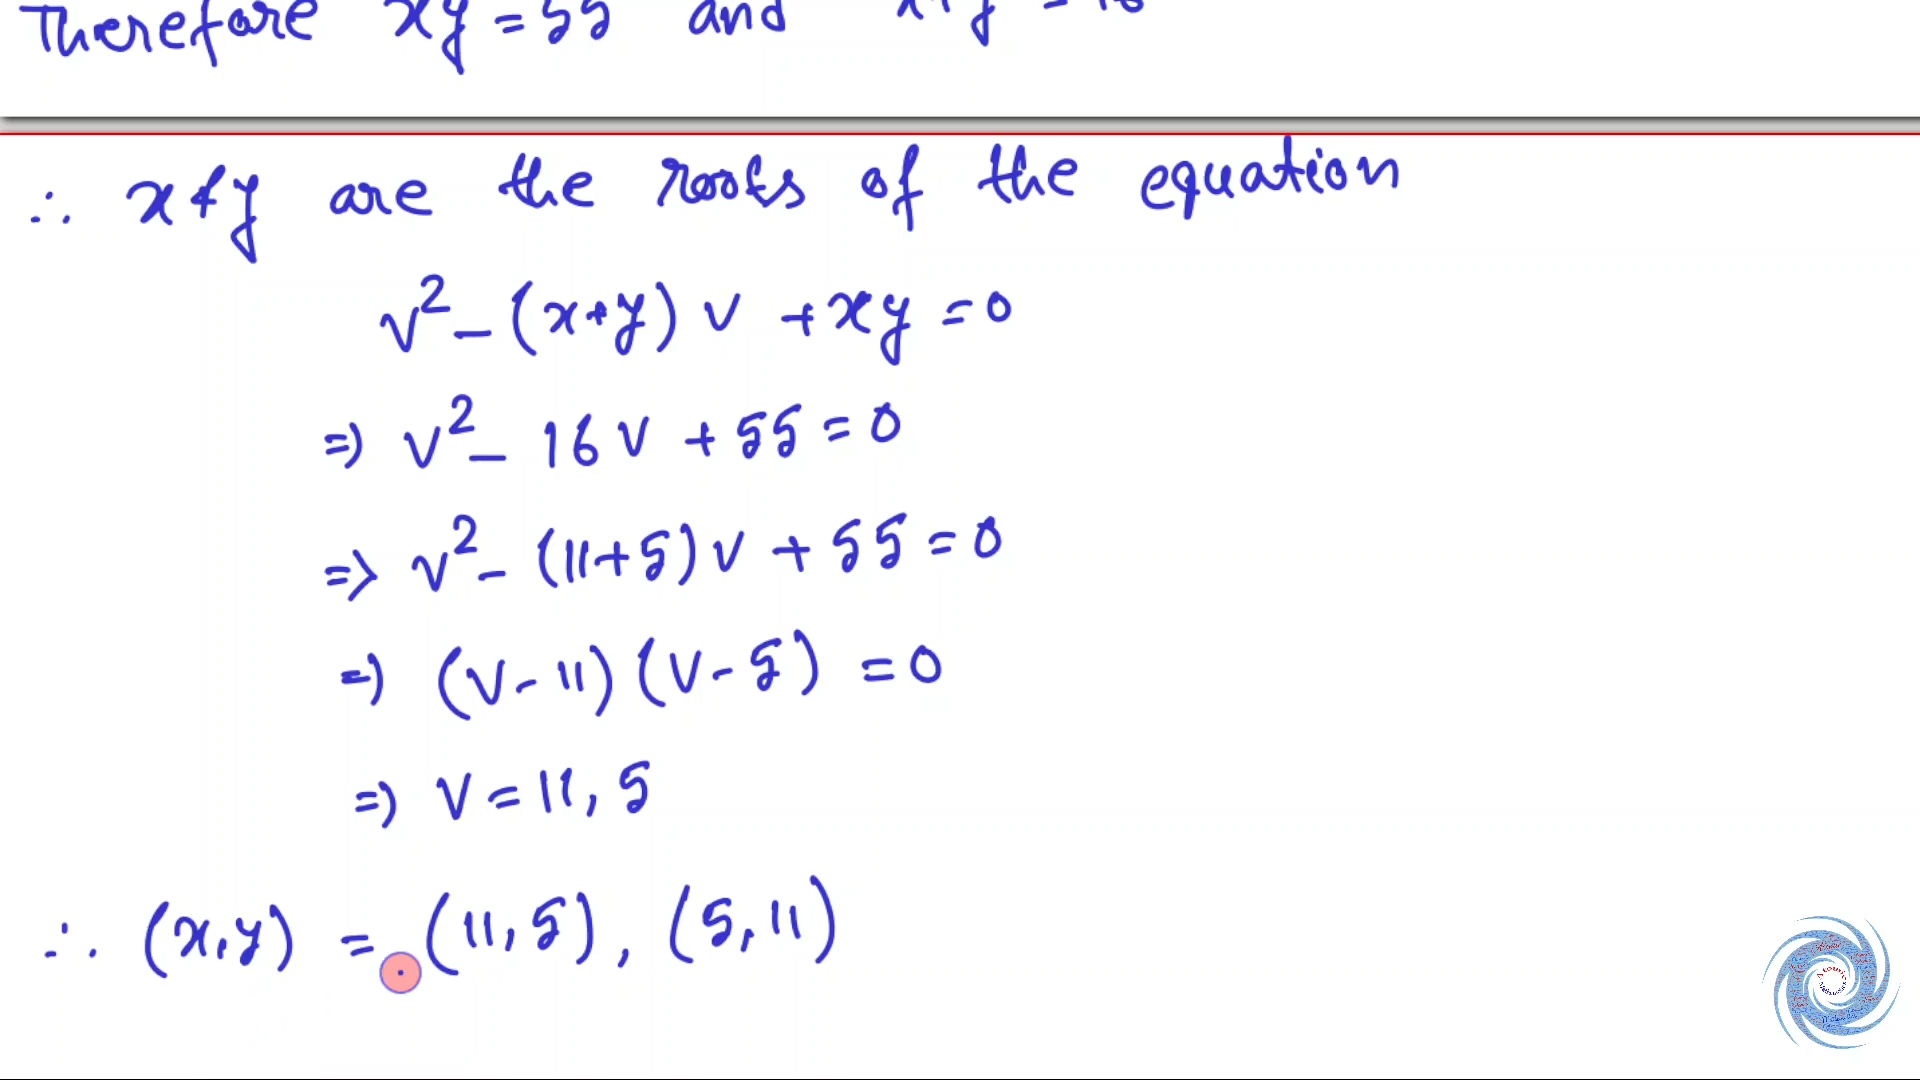 Therefore xy = 55 and x+y = 16
∴ x & y are the roots of the equation
v² - (x+y) v + xy = 0
=> v² - 16 v + 55 = 0
=> v² - (11+5) v + 55 = 0
=> (v - 11) (v - 5) = 0
=> v = 11, 5
∴ (x,y) = (11, 5), (5, 11)